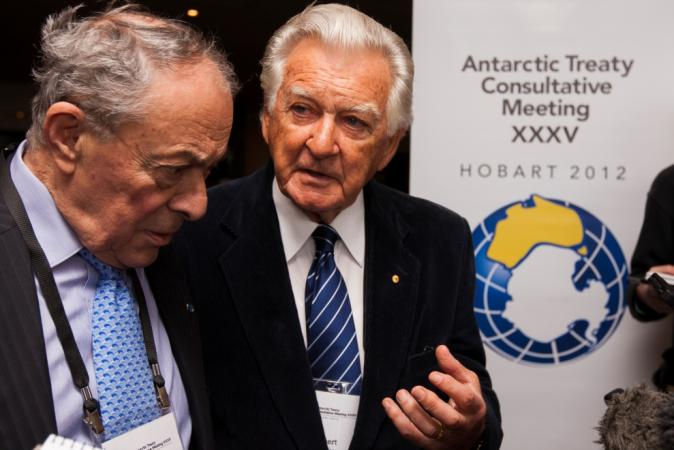 Antarctic Treaty
Consultative
Meeting
XXXV
HOBART 2012